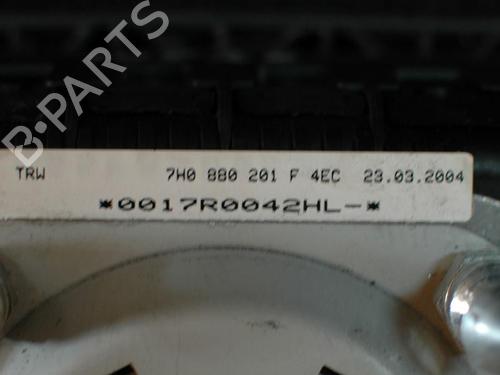 B-PARTS
TRW 7H0 880 201 F 4EC 23.03.2004
*0017R0042HL-*